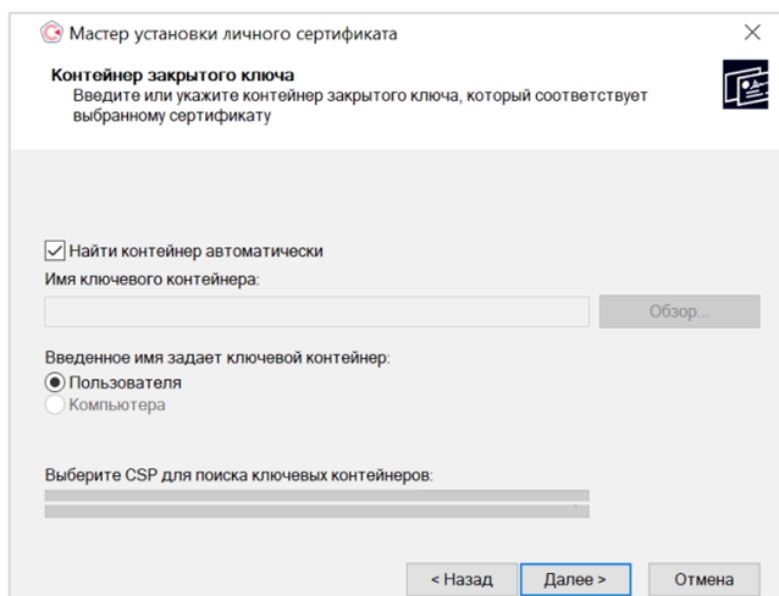 Мастер установки личного сертификата
Контейнер закрытого ключа
Введите или укажите контейнер закрытого ключа, который соответствует
выбранному сертификату
Найти контейнер автоматически
Имя ключевого контейнера:
Обзор...
Введенное имя задает ключевой контейнер:
Пользователя
Компьютера
Выберите CSP для поиска ключевых контейнеров:
< Назад
Далее >
Отмена